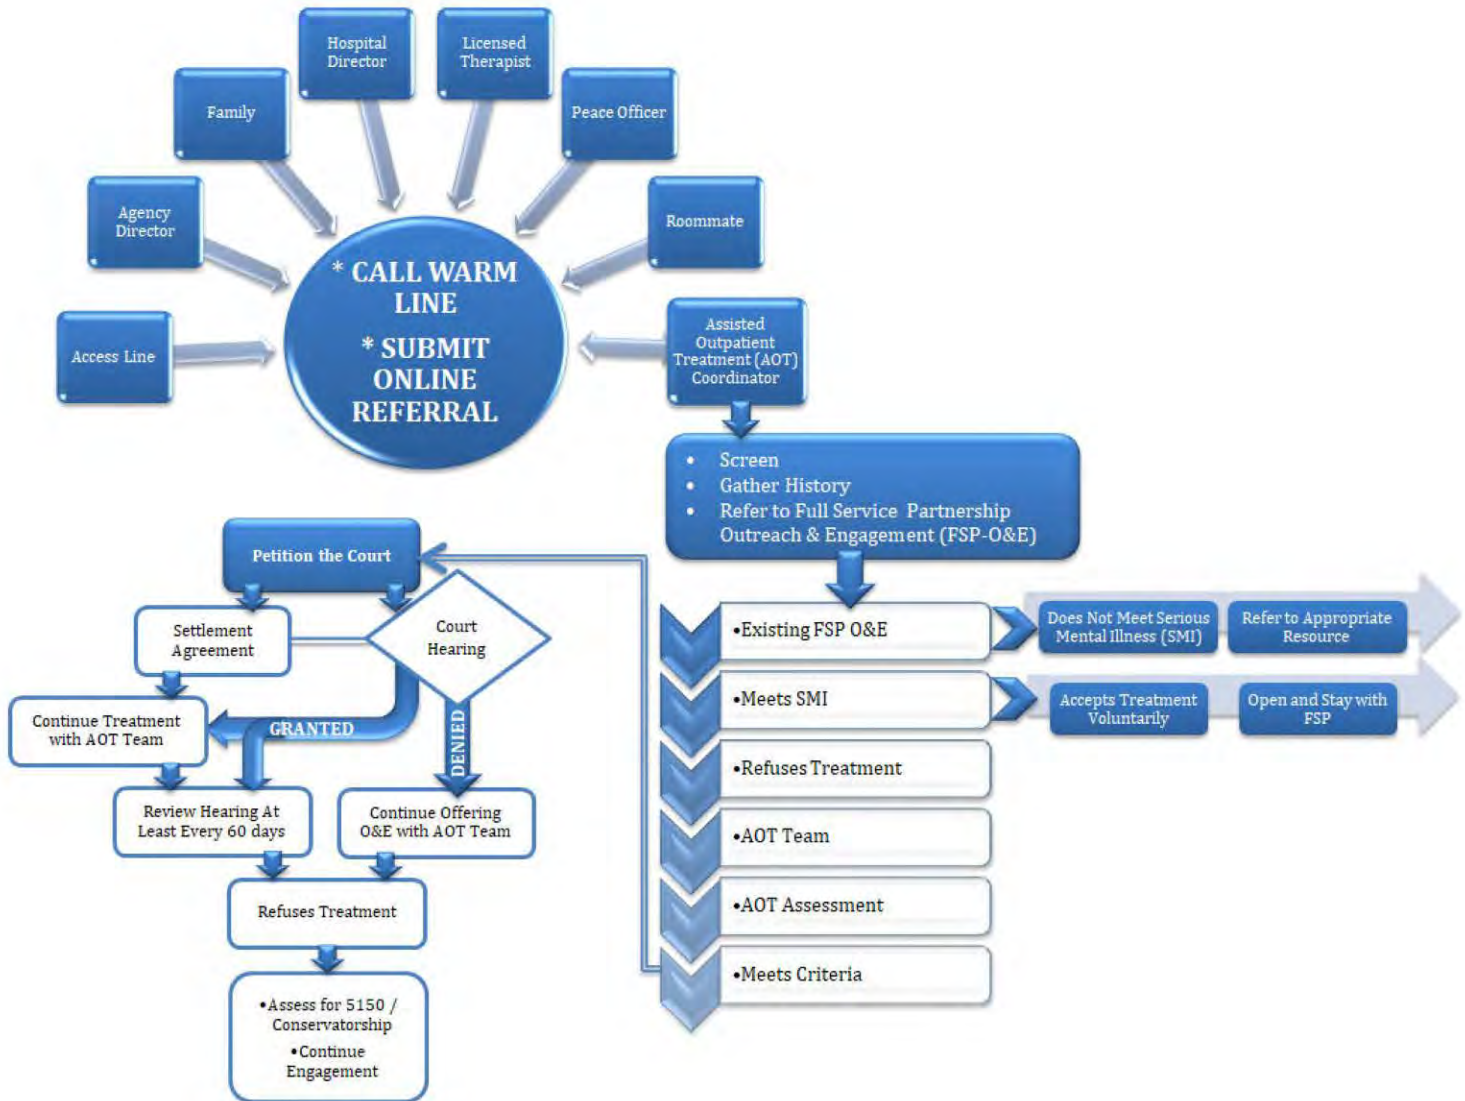 Hospital
Director
Licensed
Therapist
Family
Peace Officer
Agency
Director
Roommate
Access Line
* CALL WARM
LINE
* SUBMIT
ONLINE
REFERRAL
Assisted
Outpatient
Treatment (AOT)
Coordinator
• Screen
• Gather History
• Refer to Full Service Partnership
Outreach & Engagement (FSP-O&E)
•Existing FSP O&E
Does Not Meet Serious
Mental Illness (SMI)
Refer to Appropriate
Resource
•Meets SMI
Accepts Treatment
Voluntarily
Open and Stay with
FSP
•Refuses Treatment
•AOT Team
•AOT Assessment
•Meets Criteria
Petition the Court
Settlement
Agreement
Court
Hearing
Continue Treatment
with AOT Team
GRANTED
DENIED
Review Hearing At
Least Every 60 days
Continue Offering
O&E with AOT Team
Refuses Treatment
•Assess for 5150 /
Conservatorship
•Continue
Engagement